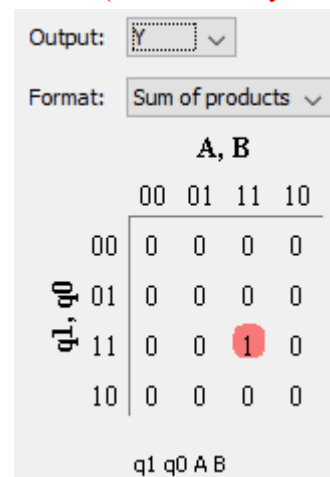 Output: Y
Format: Sum of products
A, B
00 01 11 10
00 0 0 0 0
q1, q0
01 0 0 0 0
11 0 0 1 0
10 0 0 0 0
q1 q0 A B